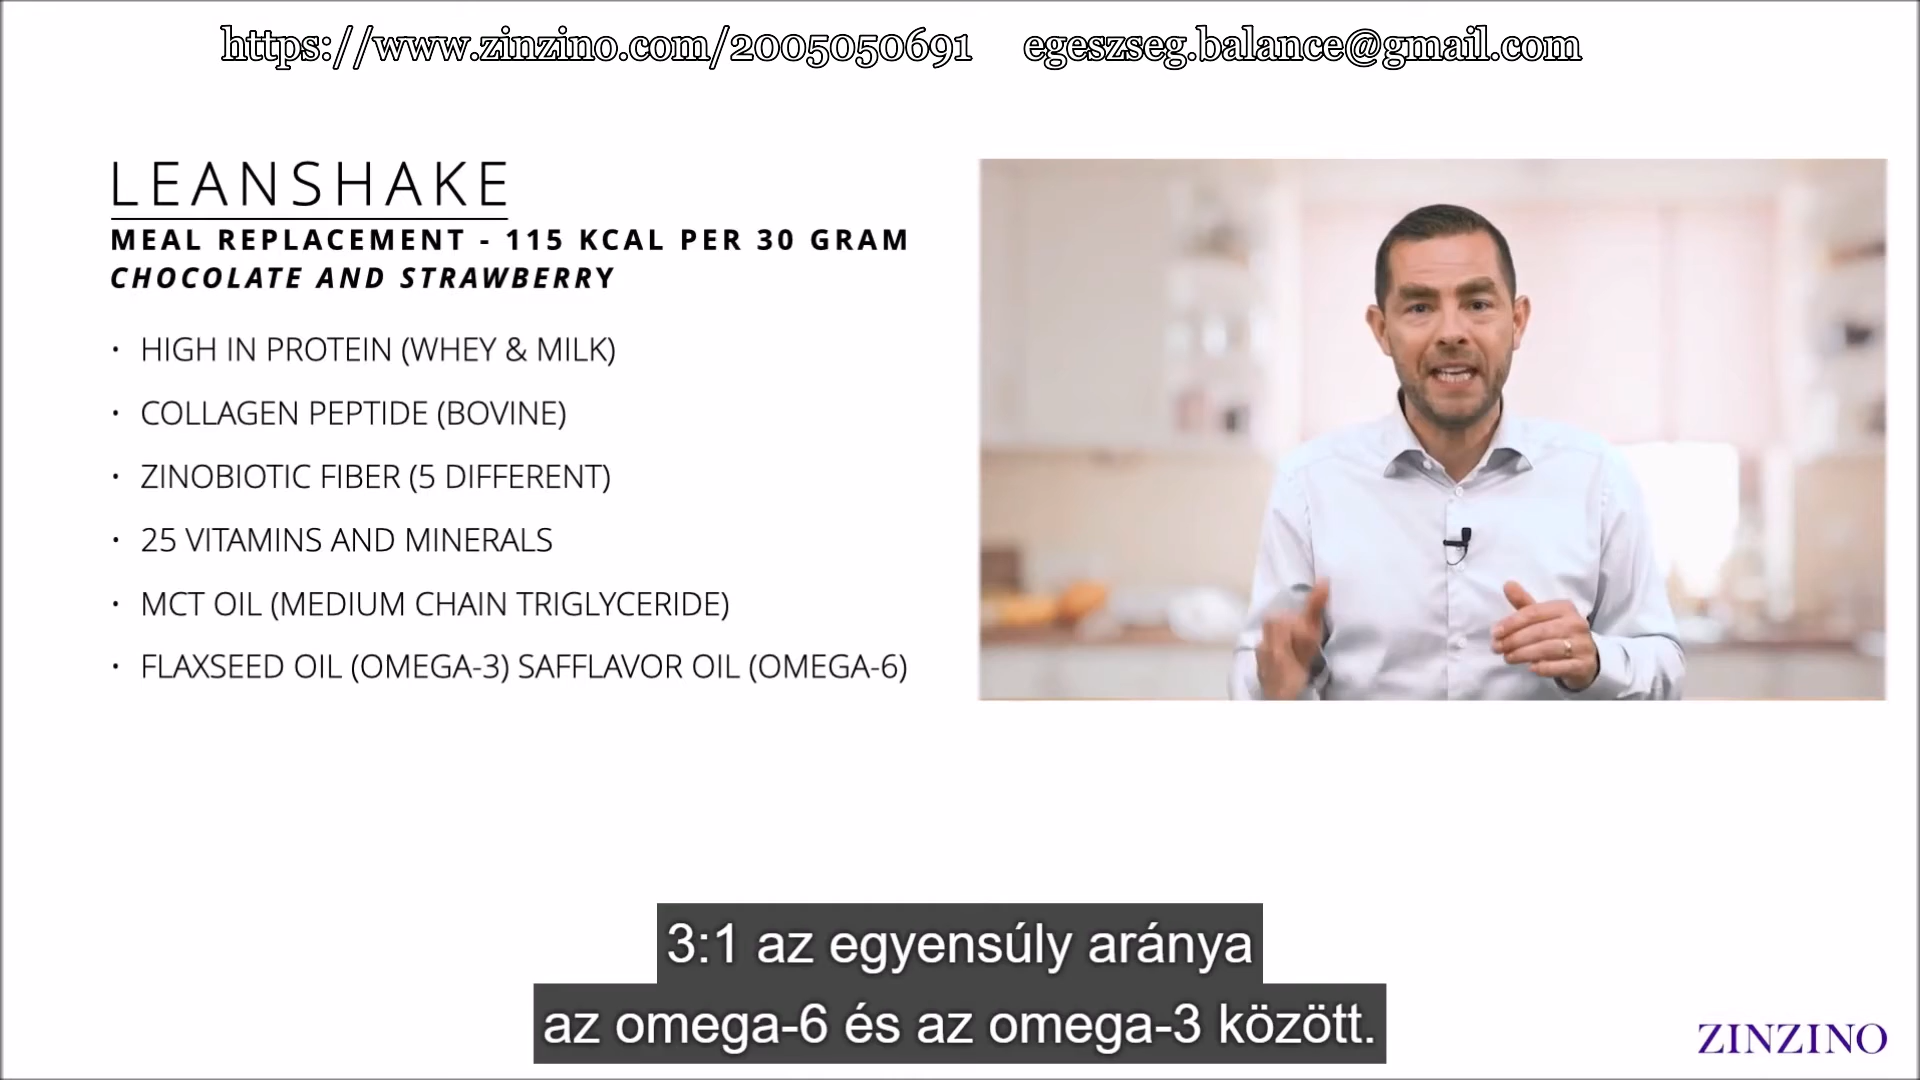 https://www.zinzino.com/2005050691 egeszseg.balance@gmail.com
LEANSHAKE
MEAL REPLACEMENT - 115 KCAL PER 30 GRAM
CHOCOLATE AND STRAWBERRY
· HIGH IN PROTEIN (WHEY & MILK)
· COLLAGEN PEPTIDE (BOVINE)
· ZINOBIOTIC FIBER (5 DIFFERENT)
· 25 VITAMINS AND MINERALS
· MCT OIL (MEDIUM CHAIN TRIGLYCERIDE)
· FLAXSEED OIL (OMEGA-3) SAFFLAVOR OIL (OMEGA-6)
3:1 az egyensúly aránya
az omega-6 és az omega-3 között.
ZINZINO